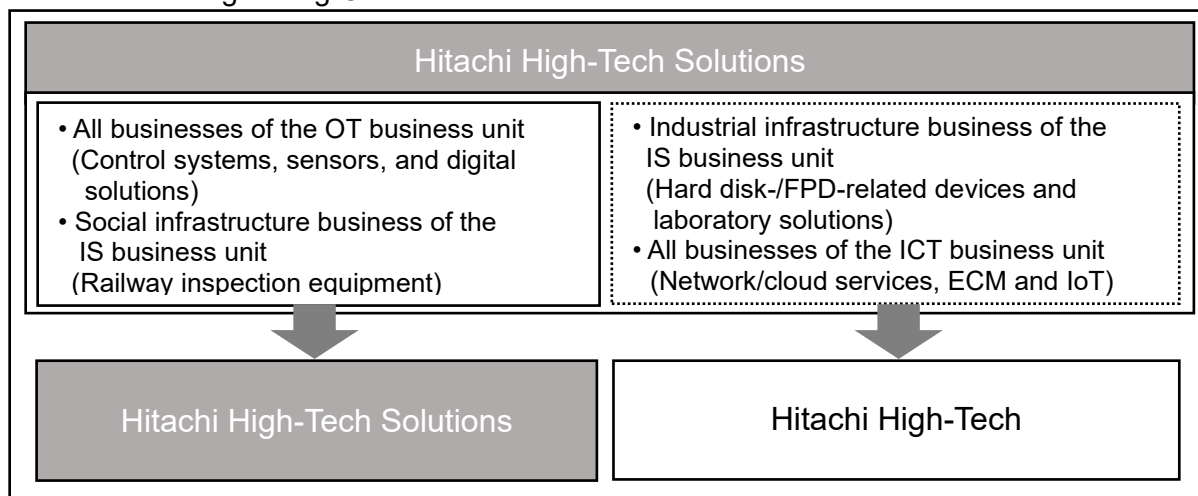 Hitachi High-Tech Solutions
• All businesses of the OT business unit
(Control systems, sensors, and digital
solutions)
• Social infrastructure business of the
IS business unit
(Railway inspection equipment)
• Industrial infrastructure business of the
IS business unit
(Hard disk-/FPD-related devices and
laboratory solutions)
• All businesses of the ICT business unit
(Network/cloud services, ECM and IoT)
Hitachi High-Tech Solutions
Hitachi High-Tech